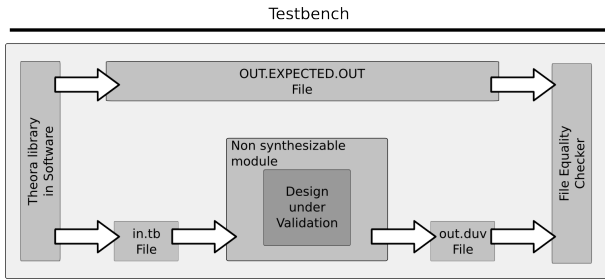 Testbench
Theora library
in Software
OUT.EXPECTED.OUT
File
Non synthesizable
module
Design
under
Validation
in.tb
File
out.duv
File
File Equality
Checker